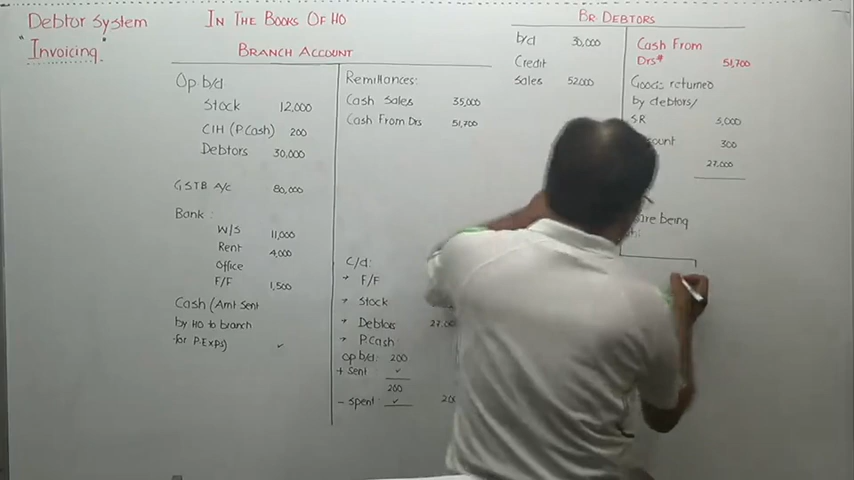 Debtor System
"Invoicing"
In The Books Of HO
BRANCH ACCOUNT
Op b/d
Stock 12,000
CIH (P.Cash) 200
Debtors 30,000
GSTB A/c 80,000
Bank:
W/S 11,000
Rent 4,000
Office
F/F 1,500
Cash (Amt Sent
by HO to branch
for P.Exps) ✓
Remittances:
Cash Sales 35,000
Cash From Drs 51,700
C/d:
F/F
Stock
Debtors 27,00
P.Cash
Op b/d: 200
+ Sent ✓
200
- Spent: ✓ 20
BR DEBTORS
b/d 30,000
Credit
Sales 52,000
Cash From
Drs# 51,700
Goods returned
by debtors/
SR 3,000
ount 300
27,000
are being